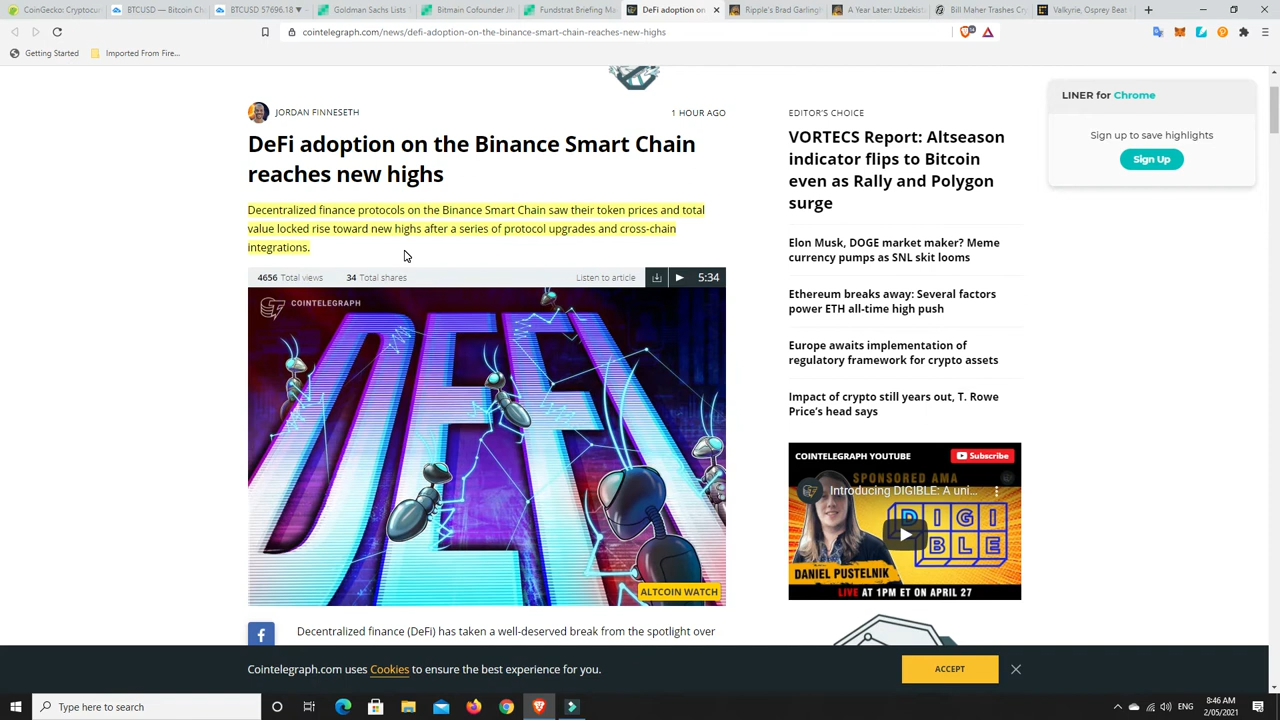 CoinGecko: Cryptocur
BTCUSD — Bitcoin Ch
BTCUSD 57696.18 ▼
Goldman Sachs Lists
Bitmain Cofounder Jih
Fundstrat Briefing Ma
DeFi adoption on
Ripple's Brad Garling
A Year Later: Uzbekist
Bill Maher Trashes Cry
Valkyrie, Osprey Beat
cointelegraph.com/news/defi-adoption-on-the-binance-smart-chain-reaches-new-highs
Getting Started
Imported From Fire...
JORDAN FINNESETH
1 HOUR AGO
DeFi adoption on the Binance Smart Chain
reaches new highs
Decentralized finance protocols on the Binance Smart Chain saw their token prices and total
value locked rise toward new highs after a series of protocol upgrades and cross-chain
integrations.
4656 Total views
34 Total shares
Listen to article
5:34
COINTELEGRAPH
DEFI
ALTCOIN WATCH
Decentralized finance (DeFi) has taken a well-deserved break from the spotlight over
EDITOR'S CHOICE
VORTECS Report: Altseason
indicator flips to Bitcoin
even as Rally and Polygon
surge
Elon Musk, DOGE market maker? Meme
currency pumps as SNL skit looms
Ethereum breaks away: Several factors
power ETH all-time high push
Europe awaits implementation of
regulatory framework for crypto assets
Impact of crypto still years out, T. Rowe
Price's head says
COINTELEGRAPH YOUTUBE
Subscribe
SPONSORED AMA
Introducing DIGIBLE: A uni...
DIGI
BLE
DANIEL PUSTELNIK
LIVE AT 1PM ET ON APRIL 27
LINER for Chrome
Sign up to save highlights
Sign Up
Cointelegraph.com uses Cookies to ensure the best experience for you.
ACCEPT
Type here to search
ENG
8:46 AM
2/05/2021